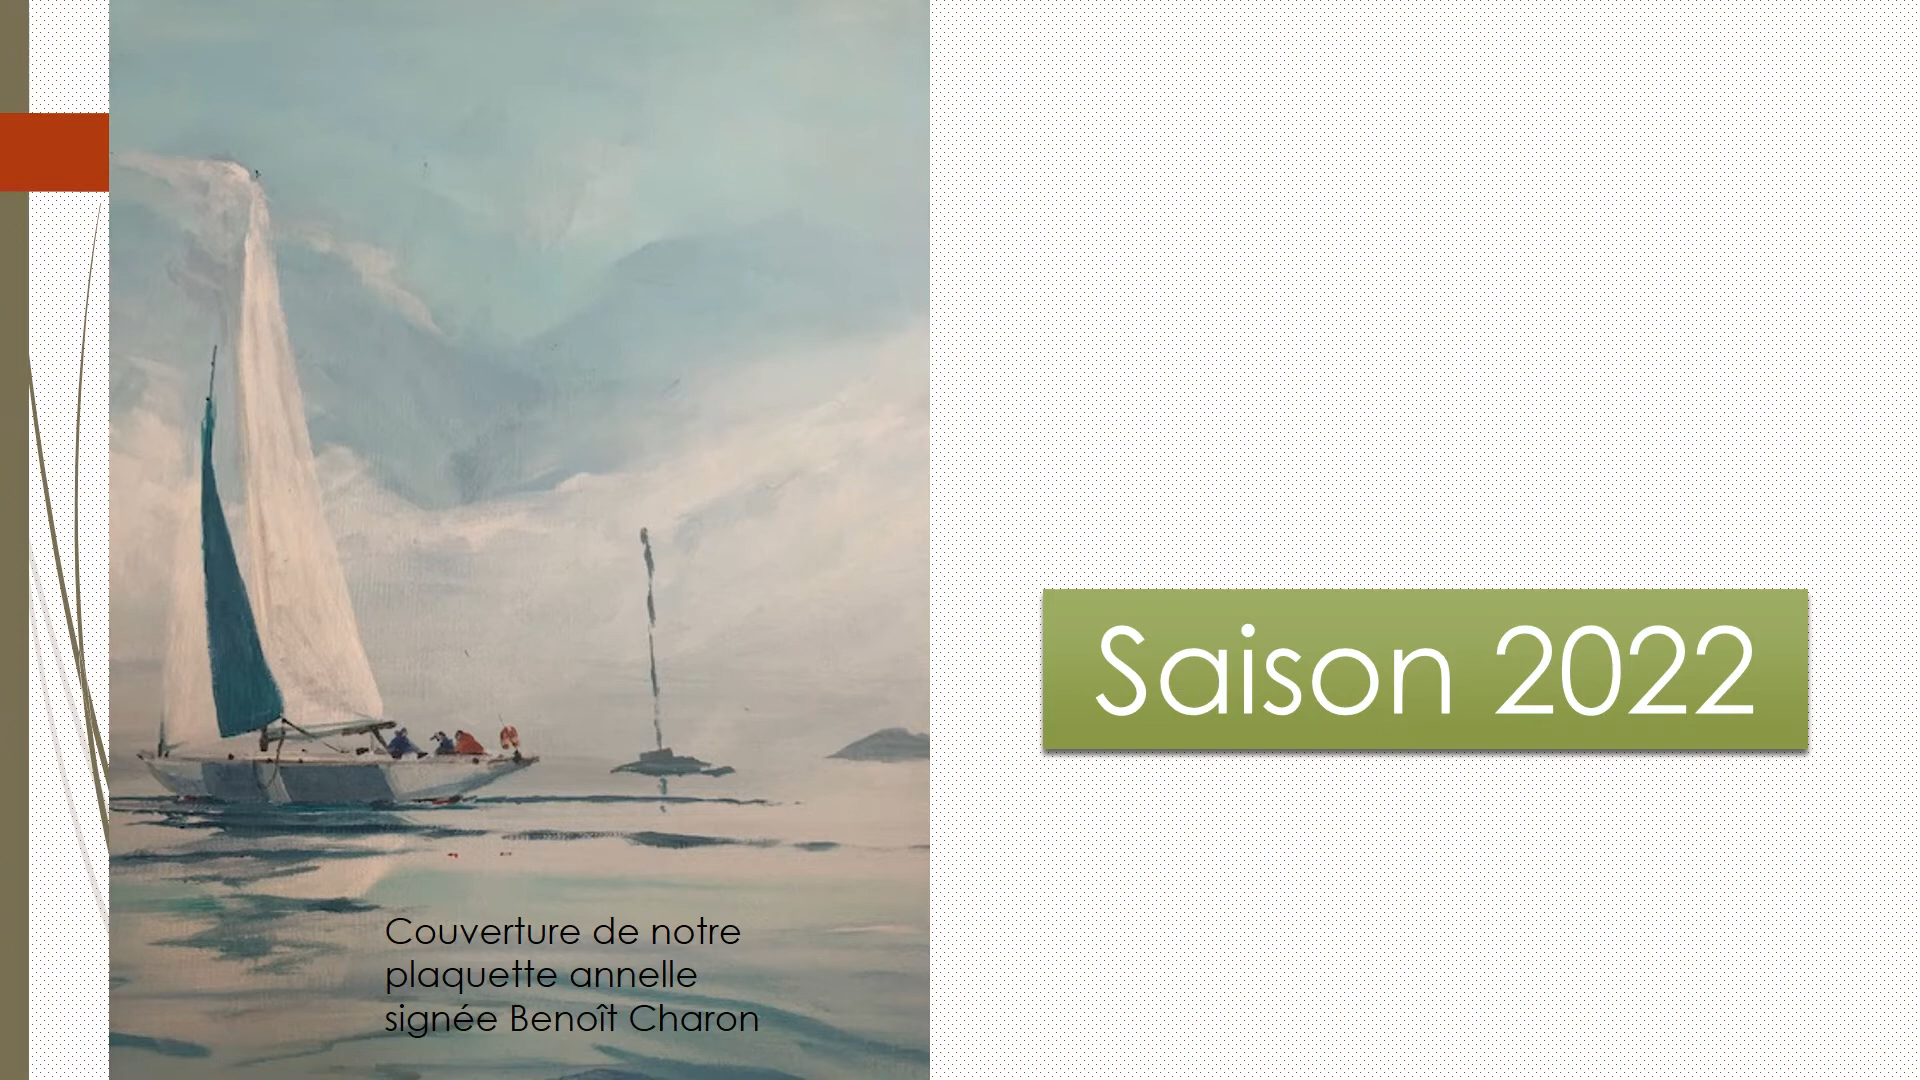 Saison 2022
Couverture de notre
plaquette annelle
signée Benoît Charon